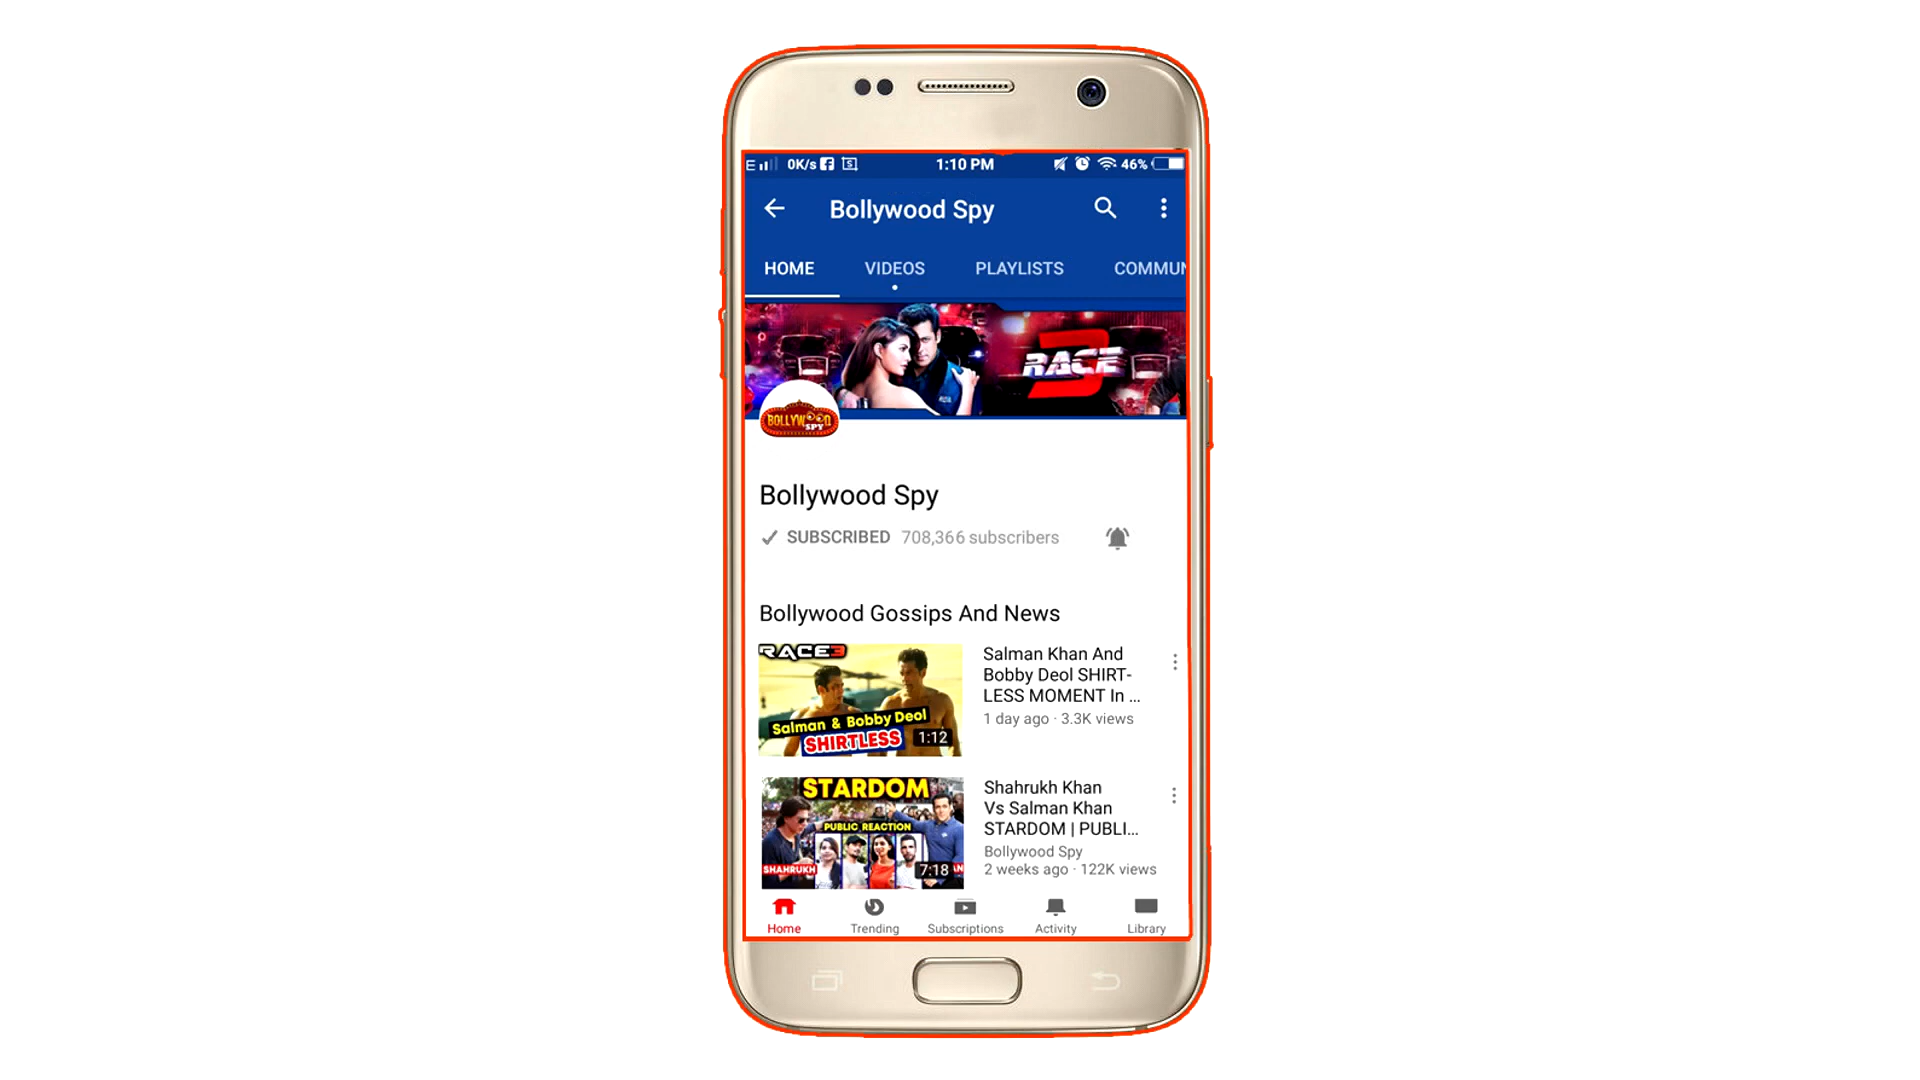 E 0K/s 1:10 PM 46%
Bollywood Spy
HOME VIDEOS PLAYLISTS COMMUN
RACE 3
BOLLYWOOD
SPY
Bollywood Spy
SUBSCRIBED 708,366 subscribers
Bollywood Gossips And News
RACE3
Salman & Bobby Deol
SHIRTLESS
1:12
Salman Khan And
Bobby Deol SHIRT-
LESS MOMENT In ...
1 day ago · 3.3K views
STARDOM
PUBLIC REACTION
SHAHRUKH
7:18
Shahrukh Khan
Vs Salman Khan
STARDOM | PUBLI...
Bollywood Spy
2 weeks ago · 122K views
Home Trending Subscriptions Activity Library